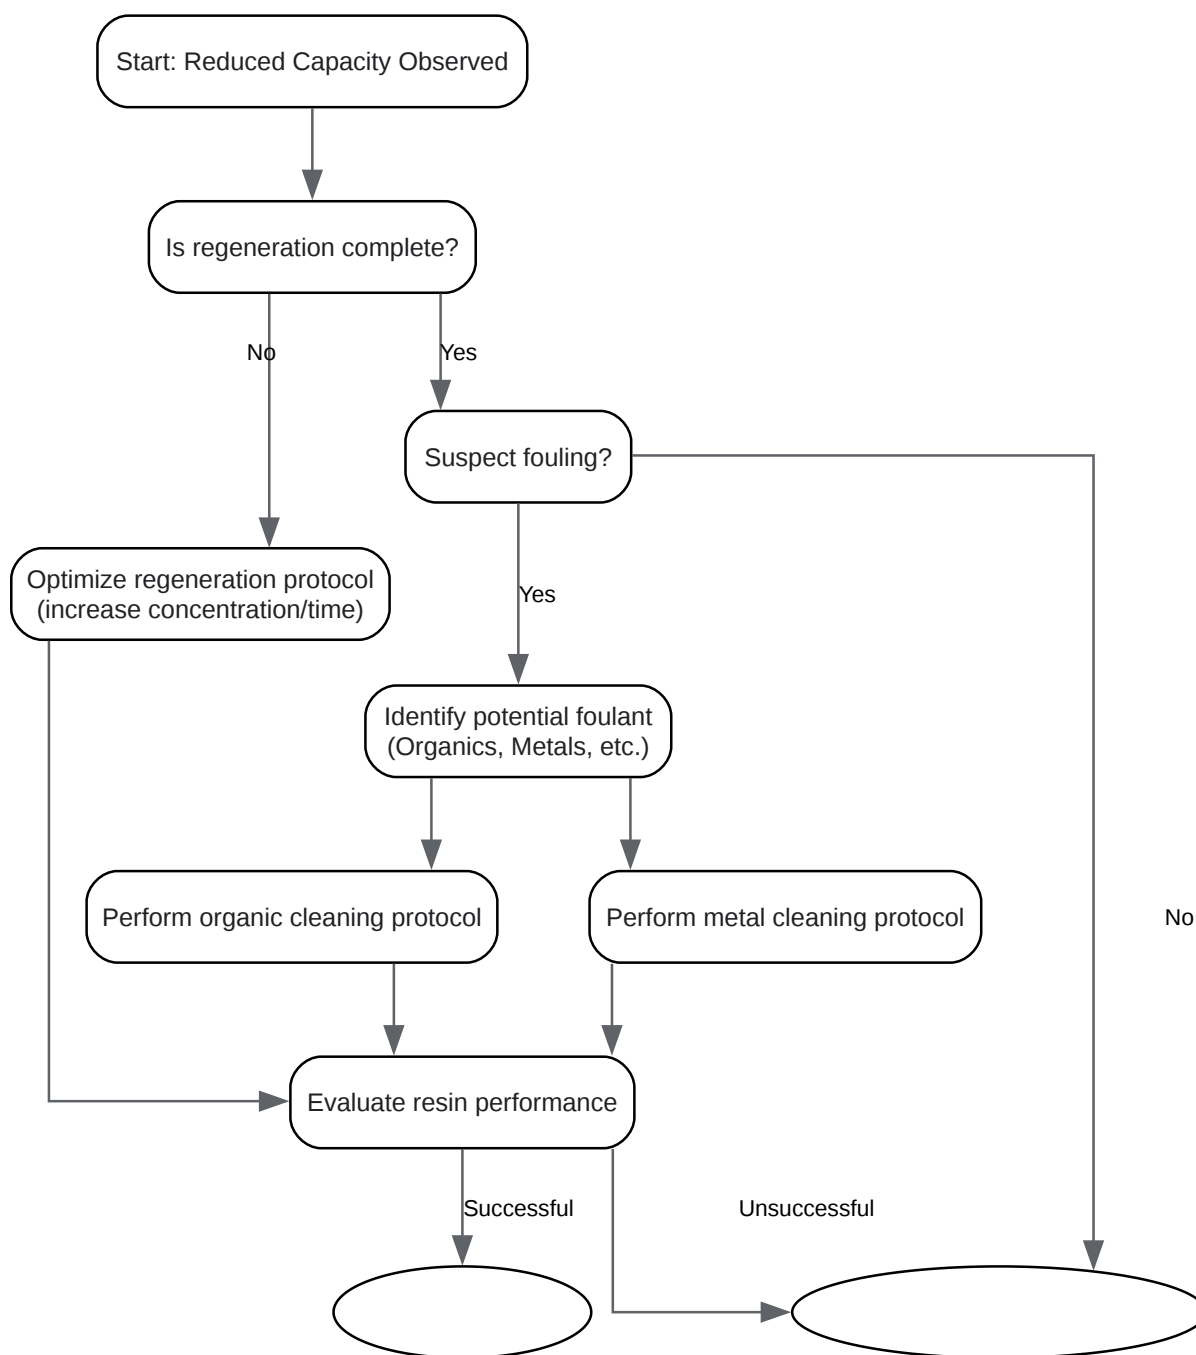 Start: Reduced Capacity Observed
Is regeneration complete?
No
Yes
Suspect fouling?
Optimize regeneration protocol
(increase concentration/time)
Yes
Identify potential foulant
(Organics, Metals, etc.)
Perform organic cleaning protocol
Perform metal cleaning protocol
No
Evaluate resin performance
Successful
Unsuccessful